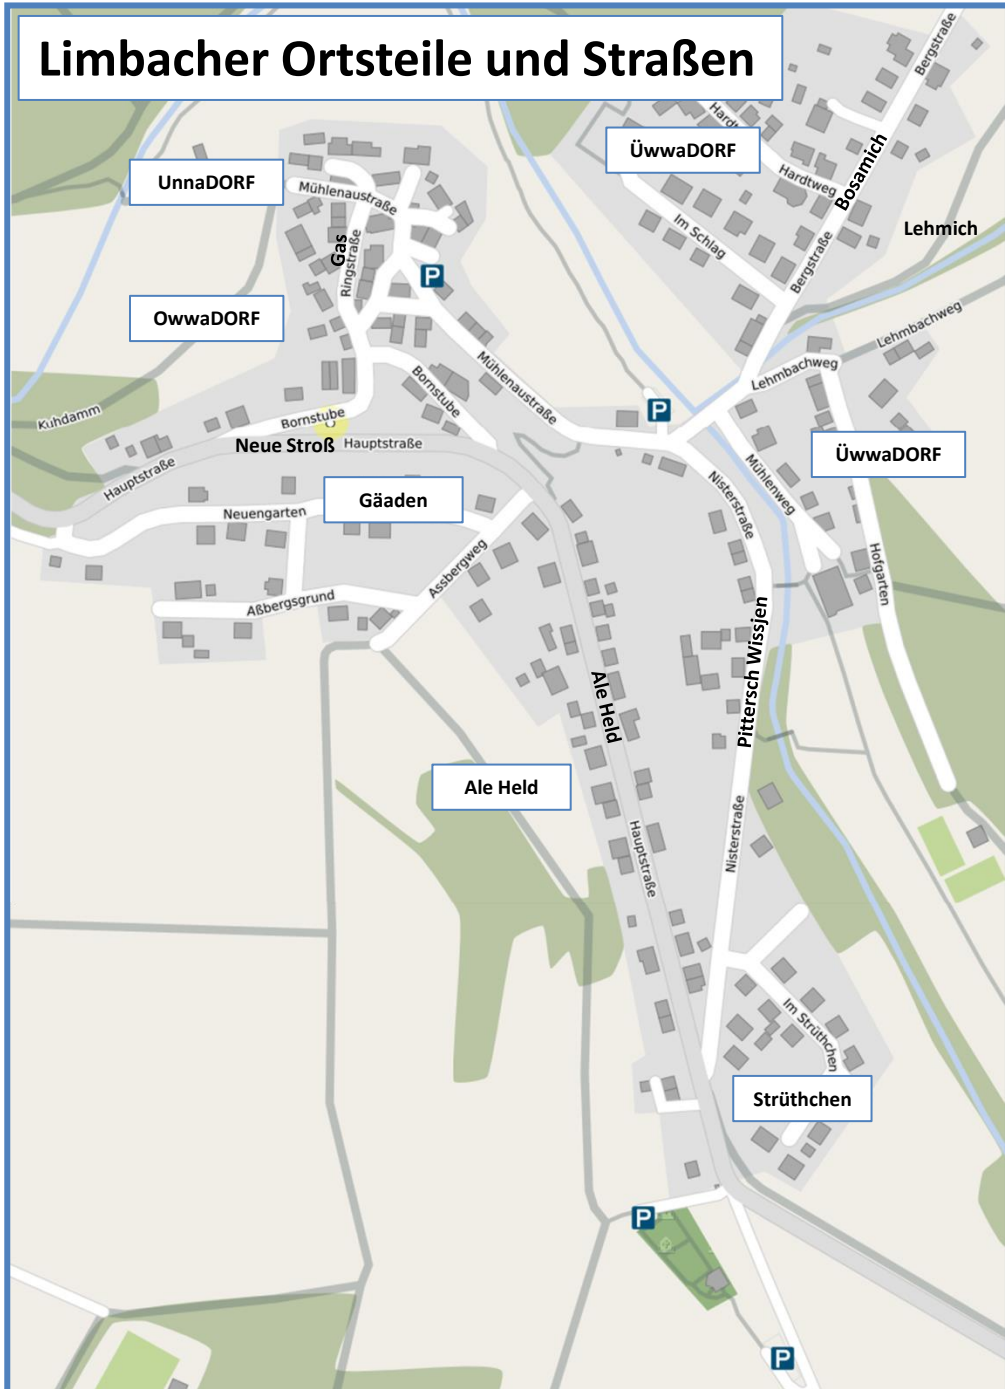 Limbacher Ortsteile und Straßen
Bergstraße
ÜwwaDORF
Hardtweg
Bosamich
UnnaDORF
Mühlenaustraße
Gas
Ringstraße
Im Schlag
Bergstraße
Lehmich
P
OwwaDORF
Lehmbachweg
Mühlenaustraße
Lehmbachweg
Bornstube
Kuhdamm
Bornstube
P
Neue Stroß
Hauptstraße
Hauptstraße
ÜwwaDORF
Gäaden
Neuengarten
Nisterstraße
Mühlenweg
Assbergweg
Hofgarten
Aßbergsgrund
Pittersch Wissjen
Ale Held
Ale Held
Hauptstraße
Nisterstraße
Im Strüthchen
Strüthchen
P
P